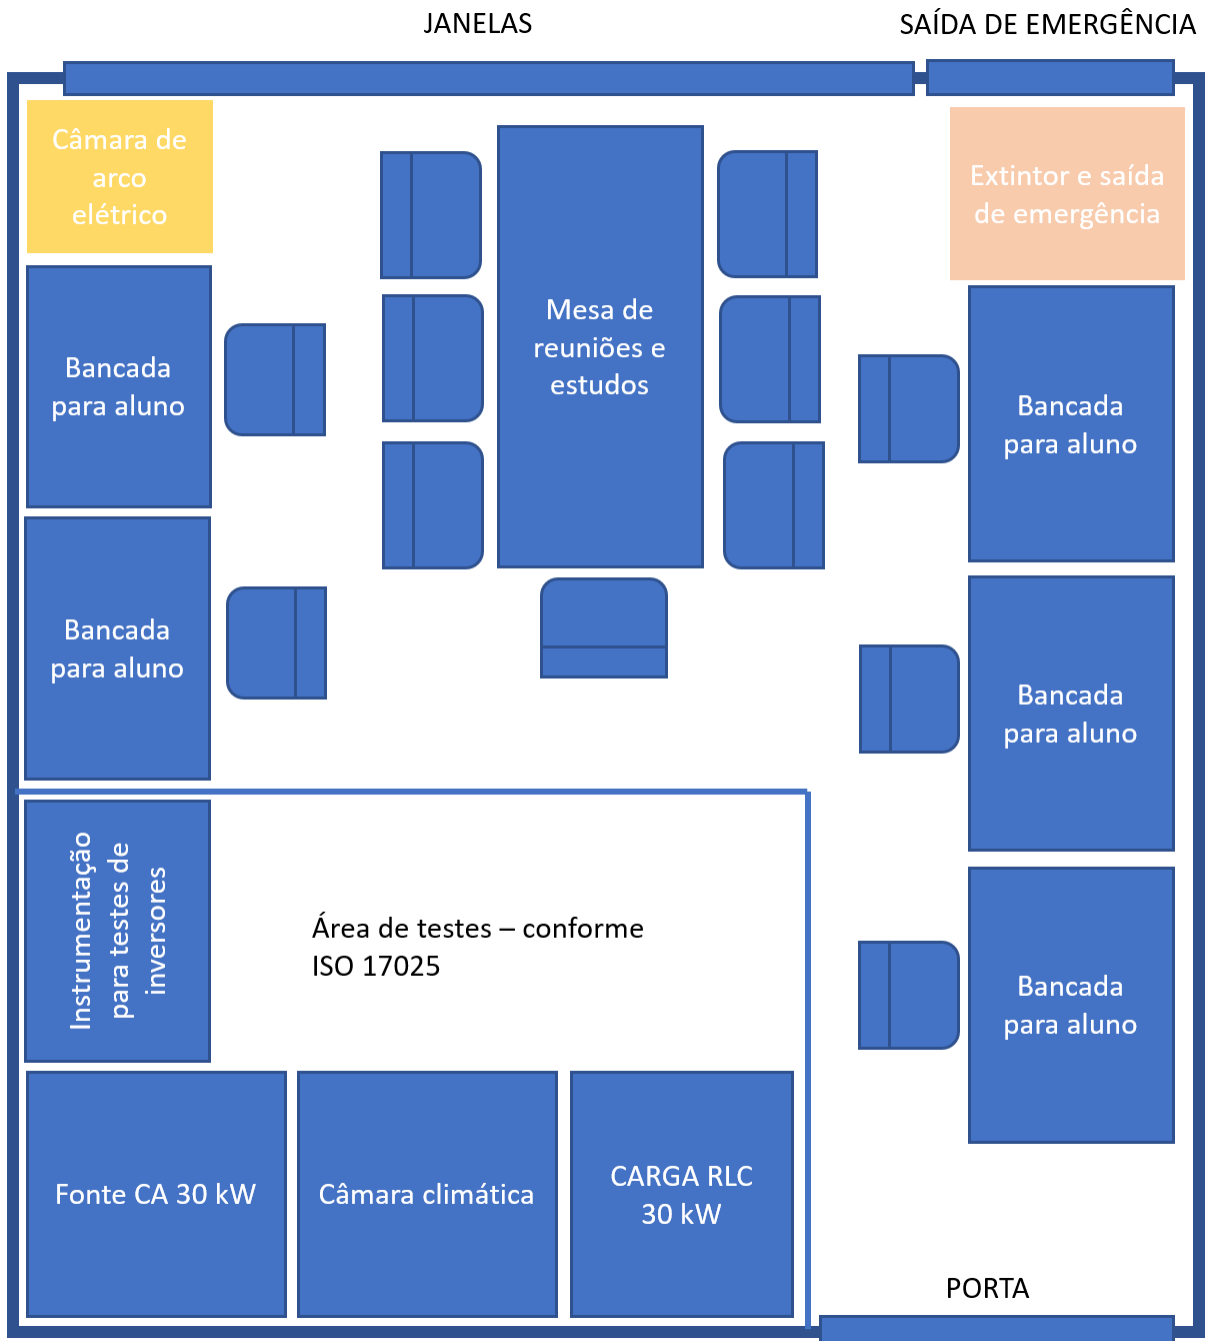 JANELAS
SAÍDA DE EMERGÊNCIA
Câmara de
arco
elétrico
Extintor e saída
de emergência
Mesa de
reuniões e
estudos
Bancada
para aluno
Bancada
para aluno
Bancada
para aluno
Bancada
para aluno
Instrumentação
para testes de
inversores
Área de testes – conforme
ISO 17025
Bancada
para aluno
Fonte CA 30 kW
Câmara climática
CARGA RLC
30 kW
PORTA